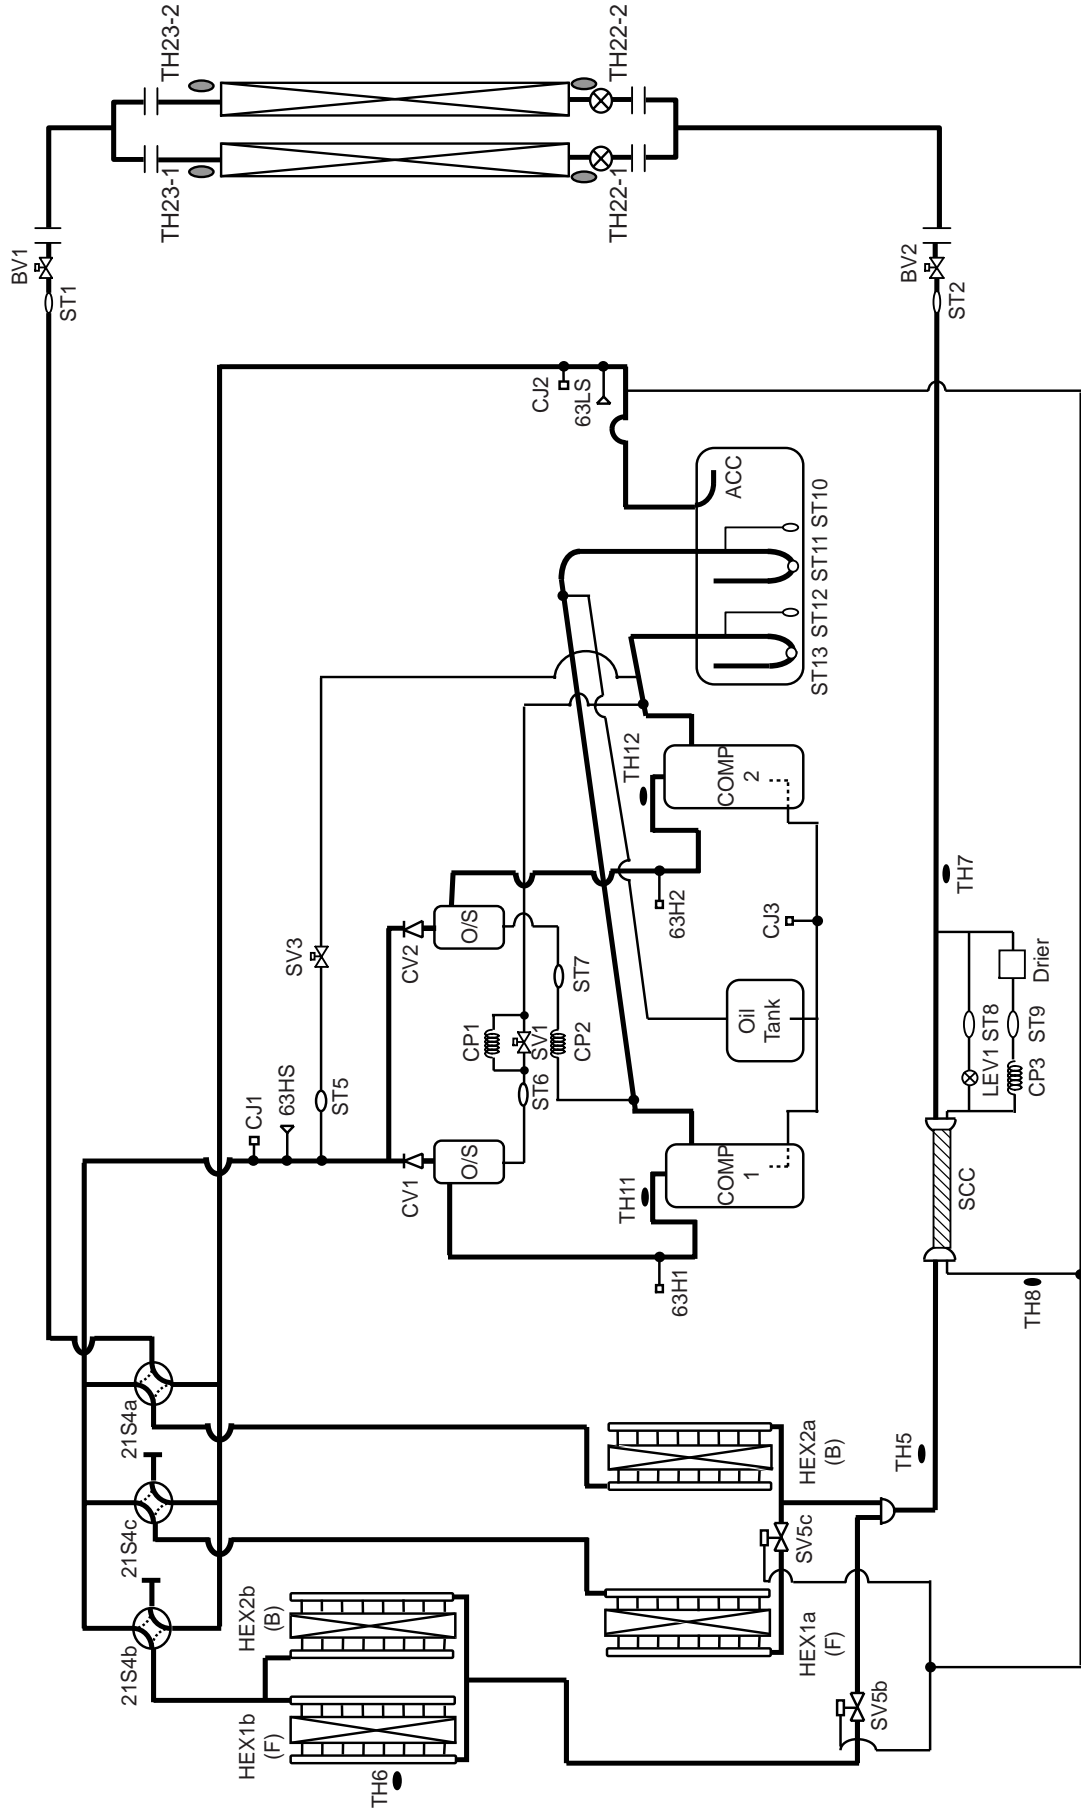 TH23-2
TH22-2
TH23-1
TH22-1
BV1
ST1
BV2
ST2
CJ2
63LS
ACC
ST10
ST11
ST12
ST13
TH12
COMP
2
TH7
SV3
CV2
O/S
63H2
CJ3
ST7
CP1
SV1
CP2
Oil
Tank
Drier
ST8
LEV1
ST9
CP3
CJ1
63HS
ST5
ST6
CV1
O/S
TH11
COMP
1
SCC
63H1
TH8
21S4a
HEX2a
(B)
TH5
21S4c
SV5c
HEX2b
(B)
HEX1a
(F)
21S4b
SV5b
HEX1b
(F)
TH6